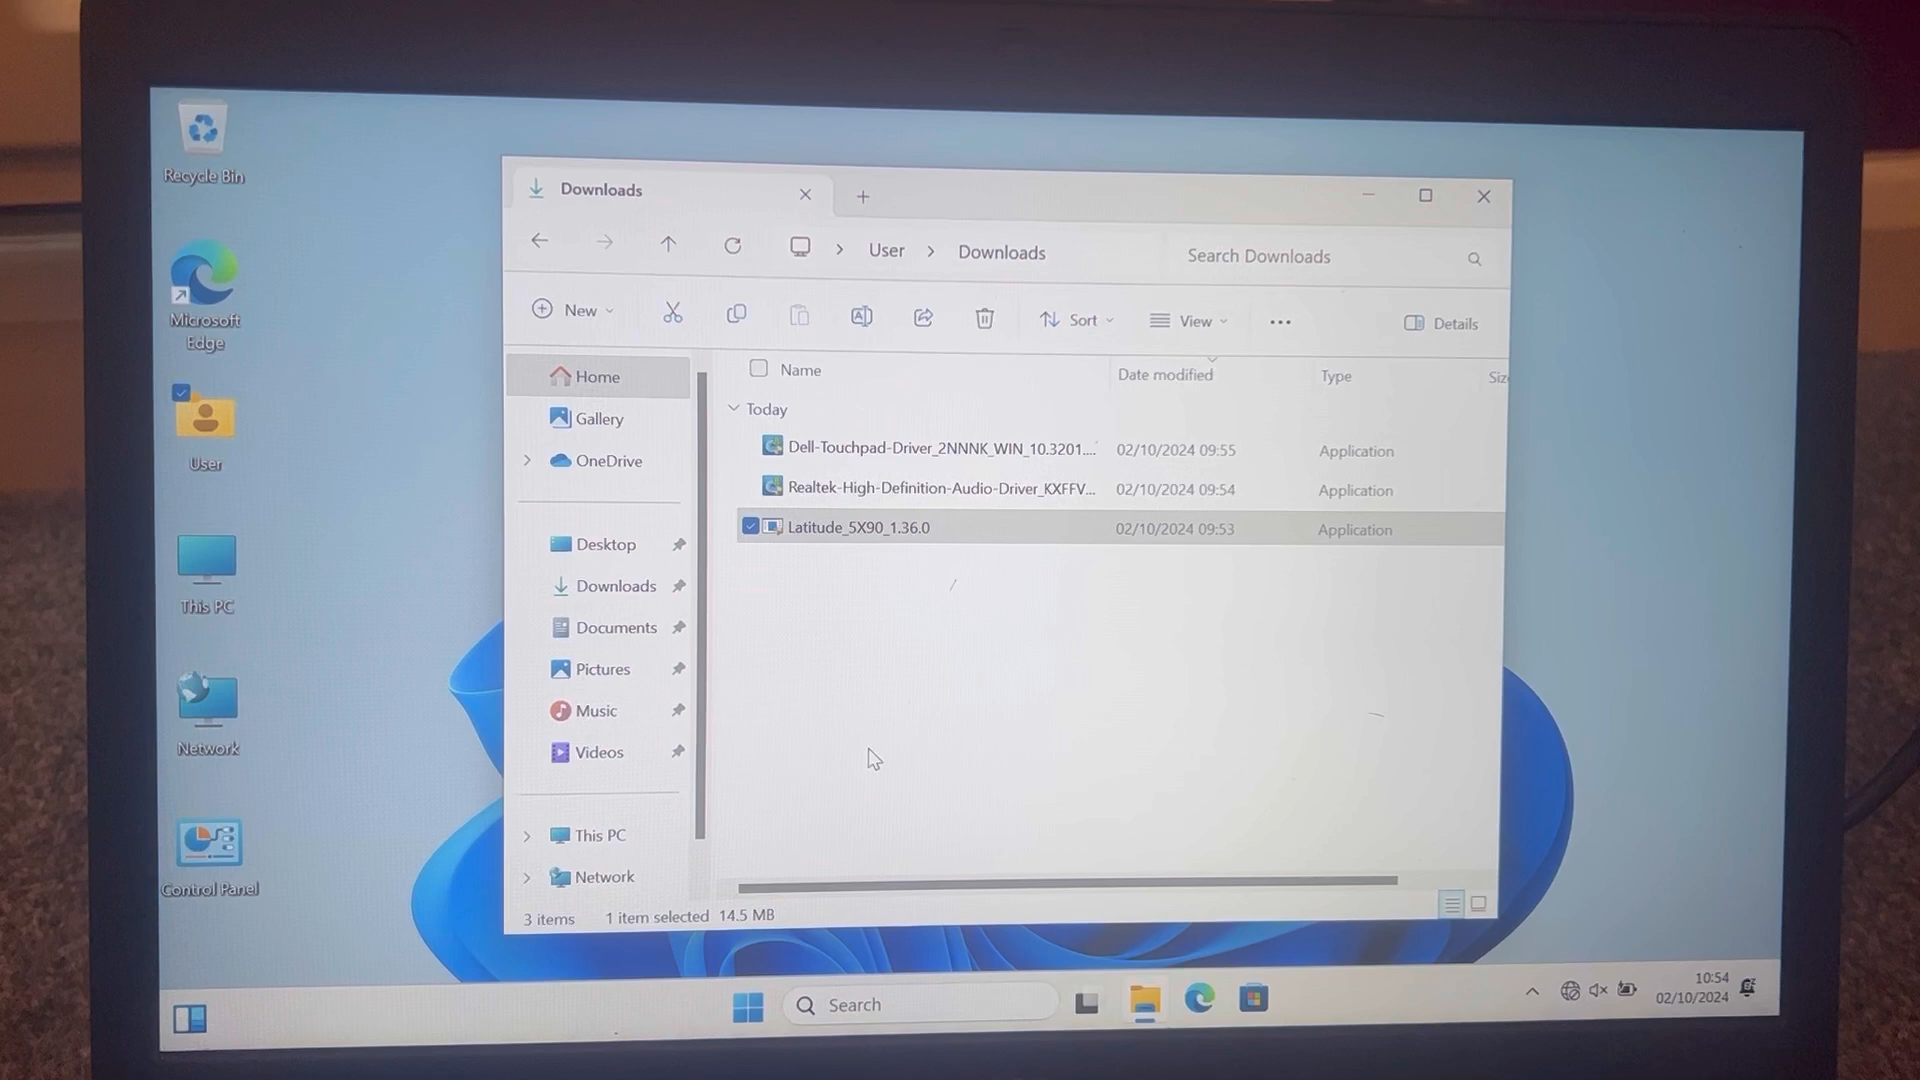 Recycle Bin
Microsoft
Edge
User
This PC
Network
Control Panel
Downloads
User
Downloads
Search Downloads
New
Sort
View
Details
Home
Gallery
OneDrive
Desktop
Downloads
Documents
Pictures
Music
Videos
This PC
Network
Name Date modified Type Siz
Today
Dell-Touchpad-Driver_2NNNK_WIN_10.3201.... 02/10/2024 09:55 Application
Realtek-High-Definition-Audio-Driver_KXFFV... 02/10/2024 09:54 Application
Latitude_5X90_1.36.0 02/10/2024 09:53 Application
3 items 1 item selected 14.5 MB
Search
10:54
02/10/2024